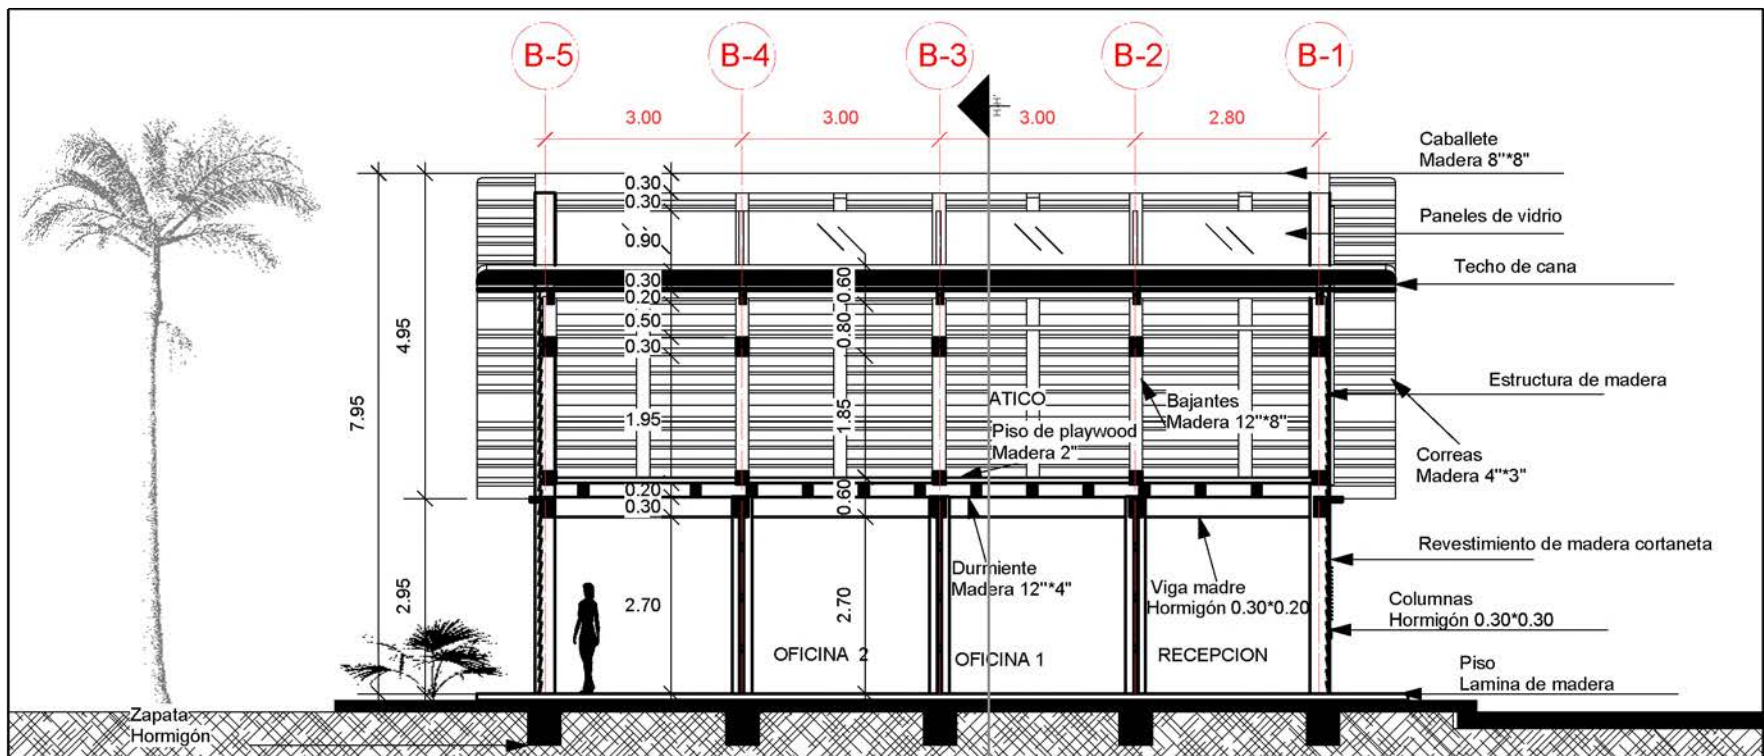 B-5
B-4
B-3
B-2
B-1
3.00
3.00
3.00
2.80
H-H'
Caballete
Madera 8"*8"
Paneles de vidrio
Techo de cana
Estructura de madera
Correas
Madera 4"*3"
Revestimiento de madera cortaneta
Columnas
Hormigón 0.30*0.30
Piso
Lamina de madera
0.30
0.30
0.90
0.30
0.20
0.50
0.30
1.95
0.20
0.30
2.70
0.60
0.80
1.85
0.60
2.70
7.95
4.95
2.95
ATICO
Piso de playwood
Madera 2"
Bajantes
Madera 12"*8"
Durmiente
Madera 12"*4"
Viga madre
Hormigón 0.30*0.20
OFICINA 2
OFICINA 1
RECEPCION
Zapata
Hormigón